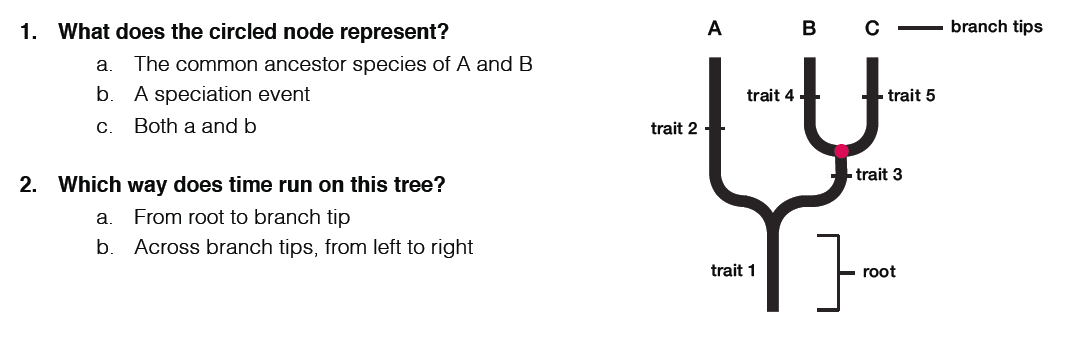 1. What does the circled node represent?
a. The common ancestor species of A and B
b. A speciation event
c. Both a and b
2. Which way does time run on this tree?
a. From root to branch tip
b. Across branch tips, from left to right
A B C branch tips
trait 4 trait 5
trait 2
trait 3
trait 1 root